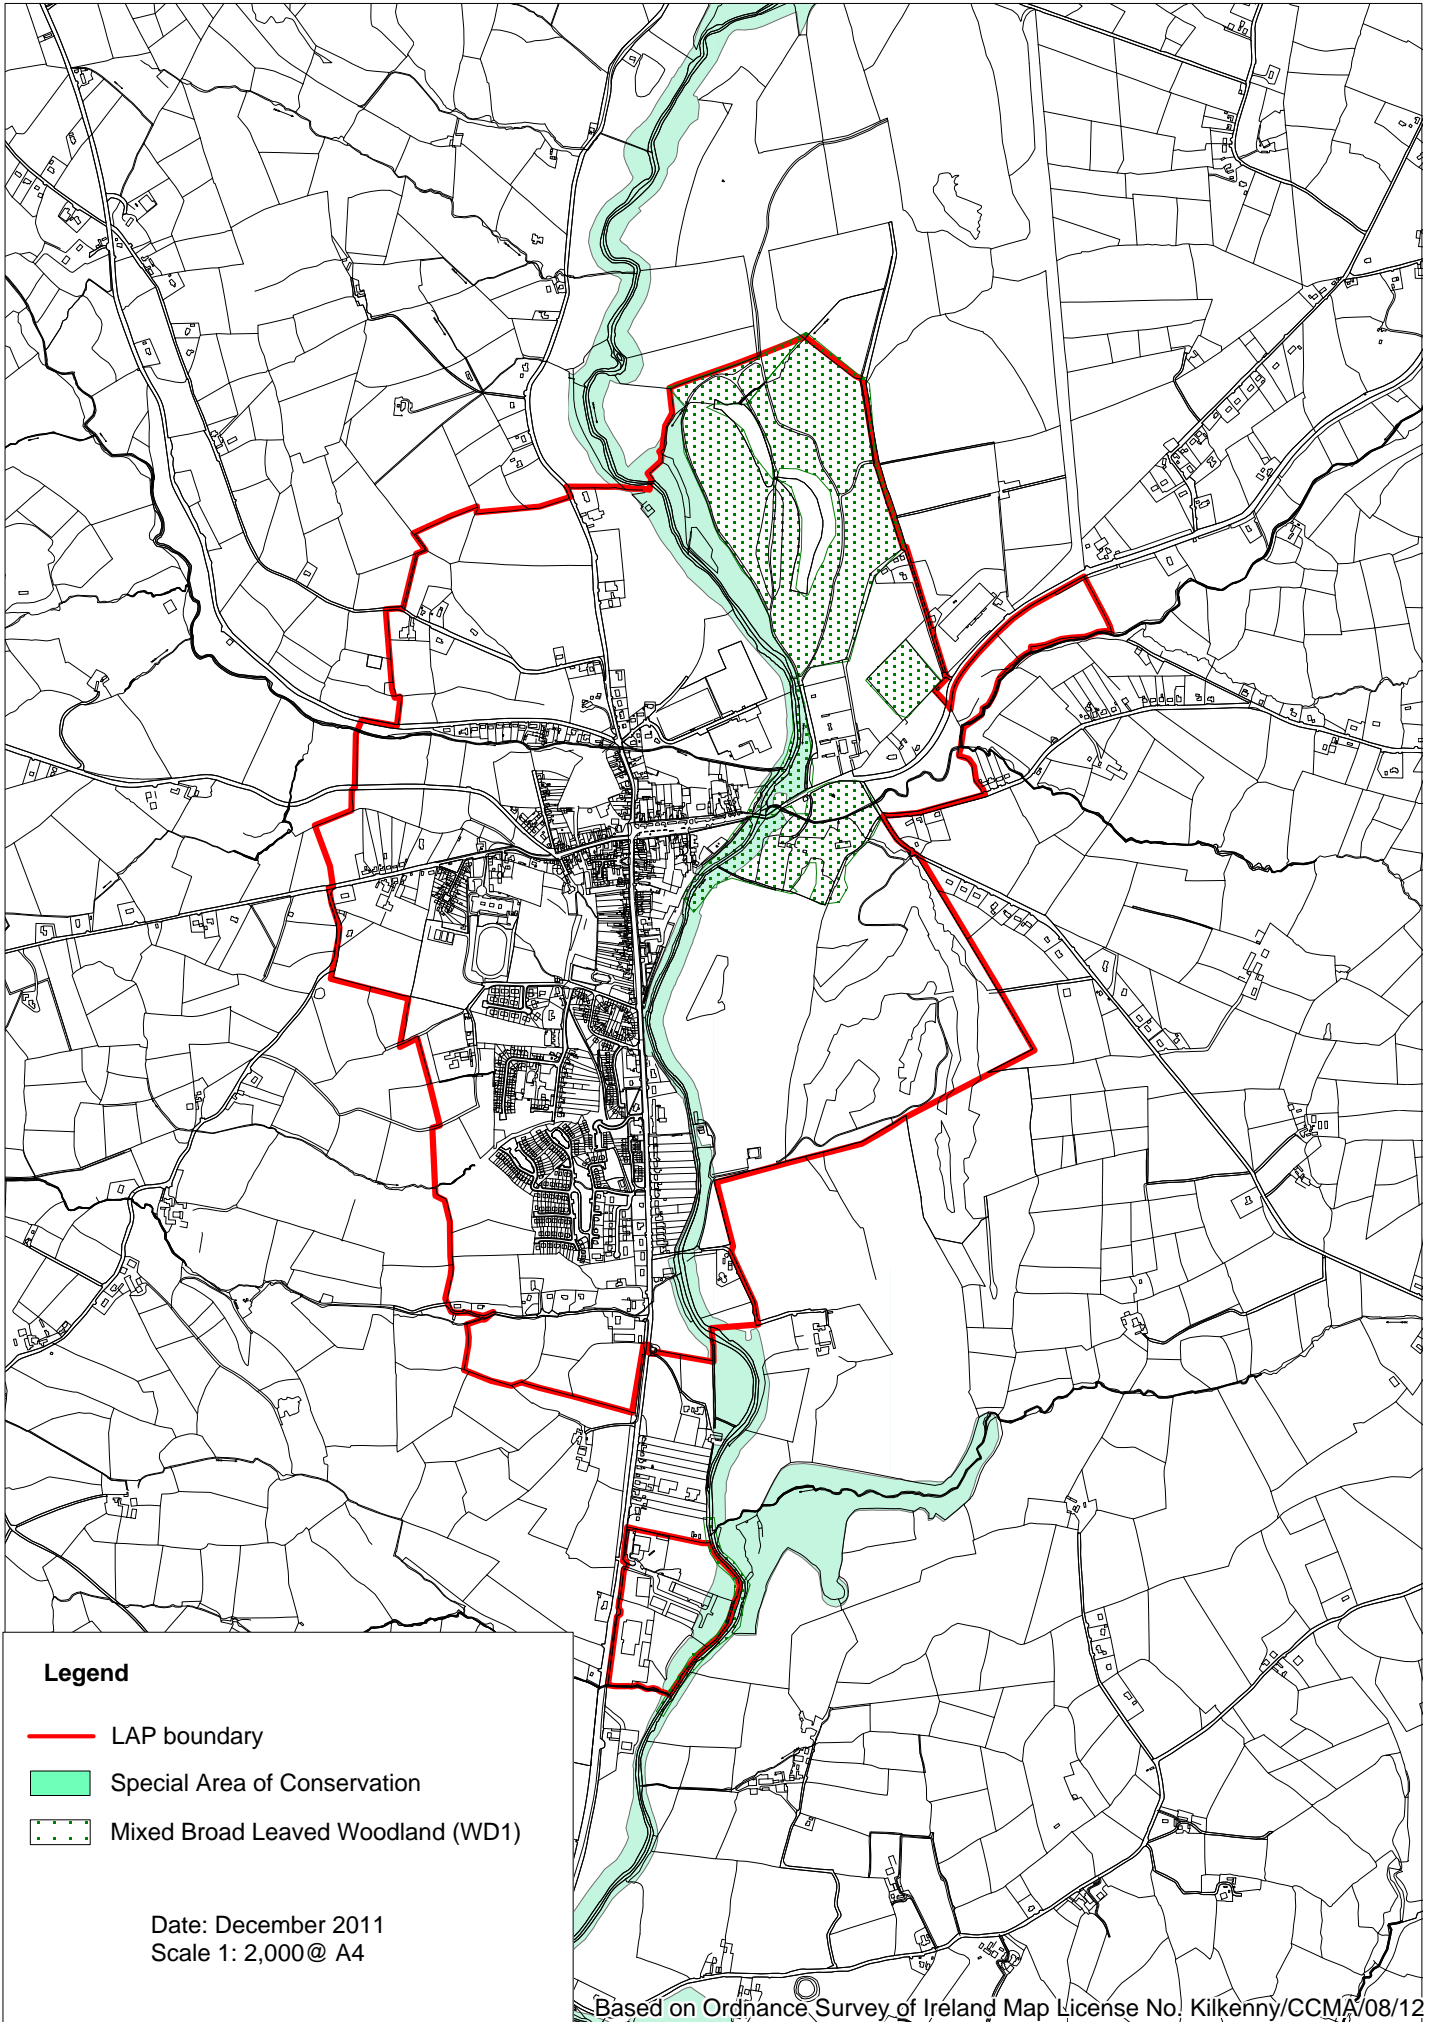 Legend
LAP boundary
Special Area of Conservation
Mixed Broad Leaved Woodland (WD1)
Date: December 2011
Scale 1: 2,000@ A4
Based on Ordnance Survey of Ireland Map License No. Kilkenny/CCMA/08/12